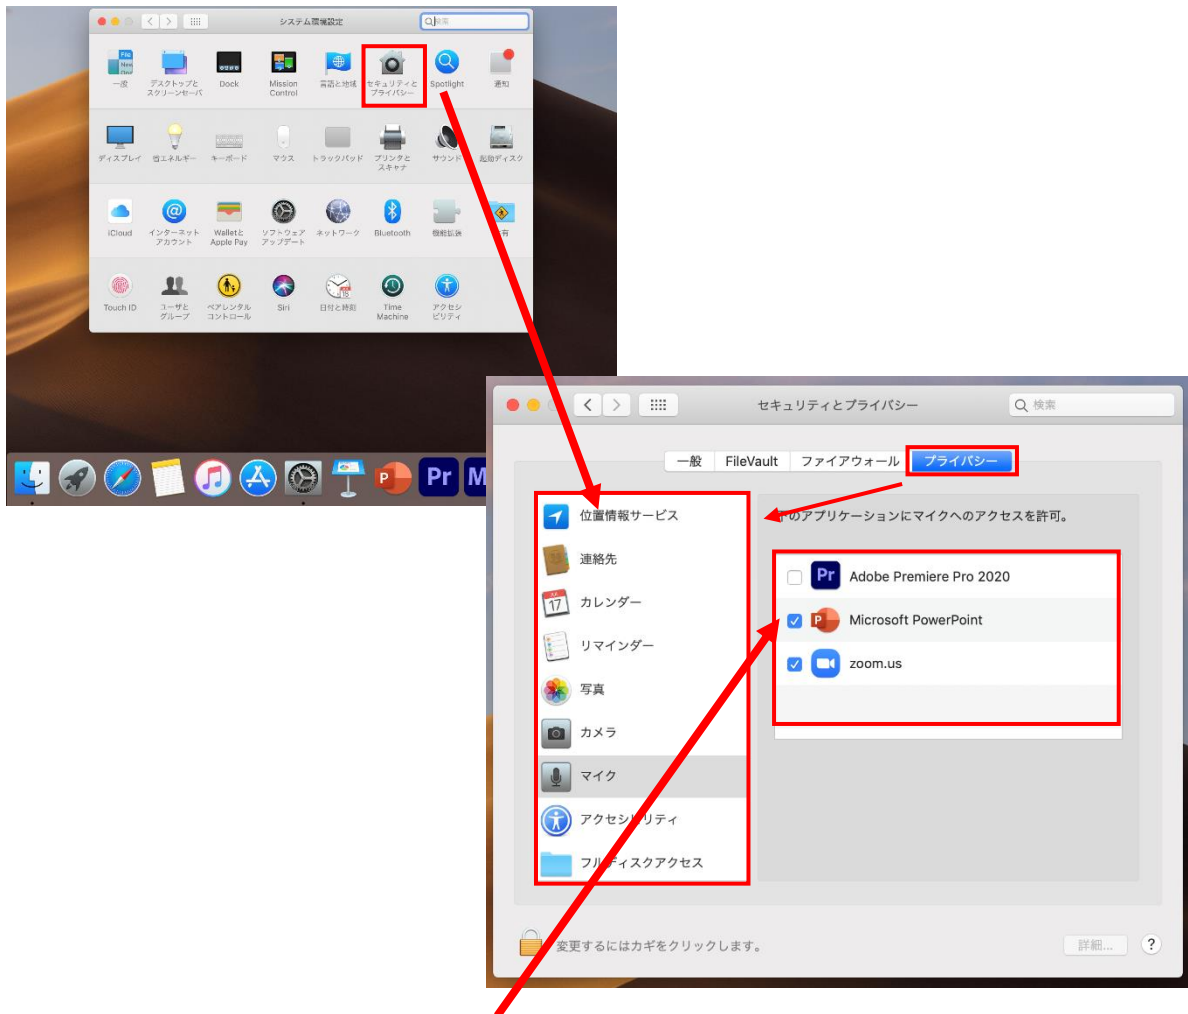 システム環境設定
検索
File
New
一般
デスクトップと
スクリーンセーバ
Dock
Mission
Control
言語と地域
セキュリティと
プライバシー
Spotlight
通知
ディスプレイ
省エネルギー
キーボード
マウス
トラックパッド
プリンタと
スキャナ
サウンド
起動ディスク
iCloud
インターネット
アカウント
Walletと
Apple Pay
ソフトウェア
アップデート
ネットワーク
Bluetooth
機能拡張
有
Touch ID
ユーザと
グループ
ペアレンタル
コントロール
Siri
日付と時刻
Time
Machine
アクセシ
ビリティ
P
Pr
M
セキュリティとプライバシー
検索
一般
FileVault
ファイアウォール
プライバシー
位置情報サービス
連絡先
17
カレンダー
リマインダー
写真
カメラ
マイク
アクセシビリティ
フルディスクアクセス
下のアプリケーションにマイクへのアクセスを許可。
Pr
Adobe Premiere Pro 2020
P
Microsoft PowerPoint
zoom.us
変更するにはカギをクリックします。
詳細...
?